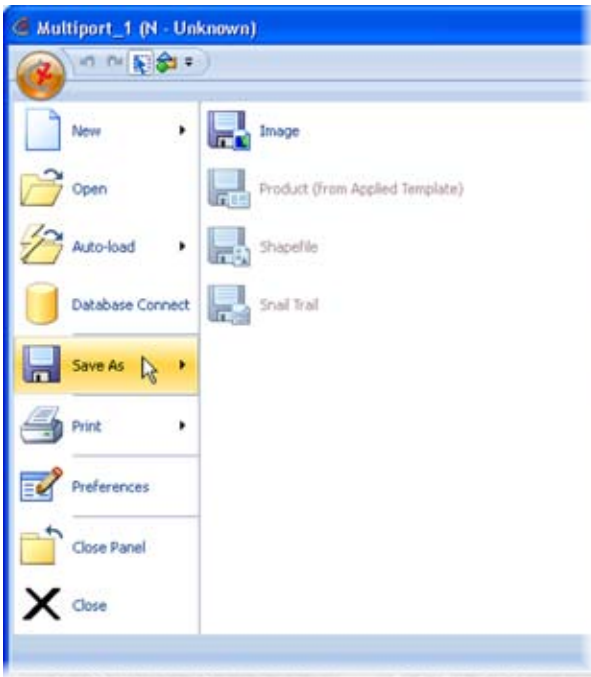 Multiport_1 (N - Unknown)
New
Open
Auto-load
Database Connect
Save As
Print
Preferences
Close Panel
Close
Image
Product (from Applied Template)
Shapefile
Snail Trail